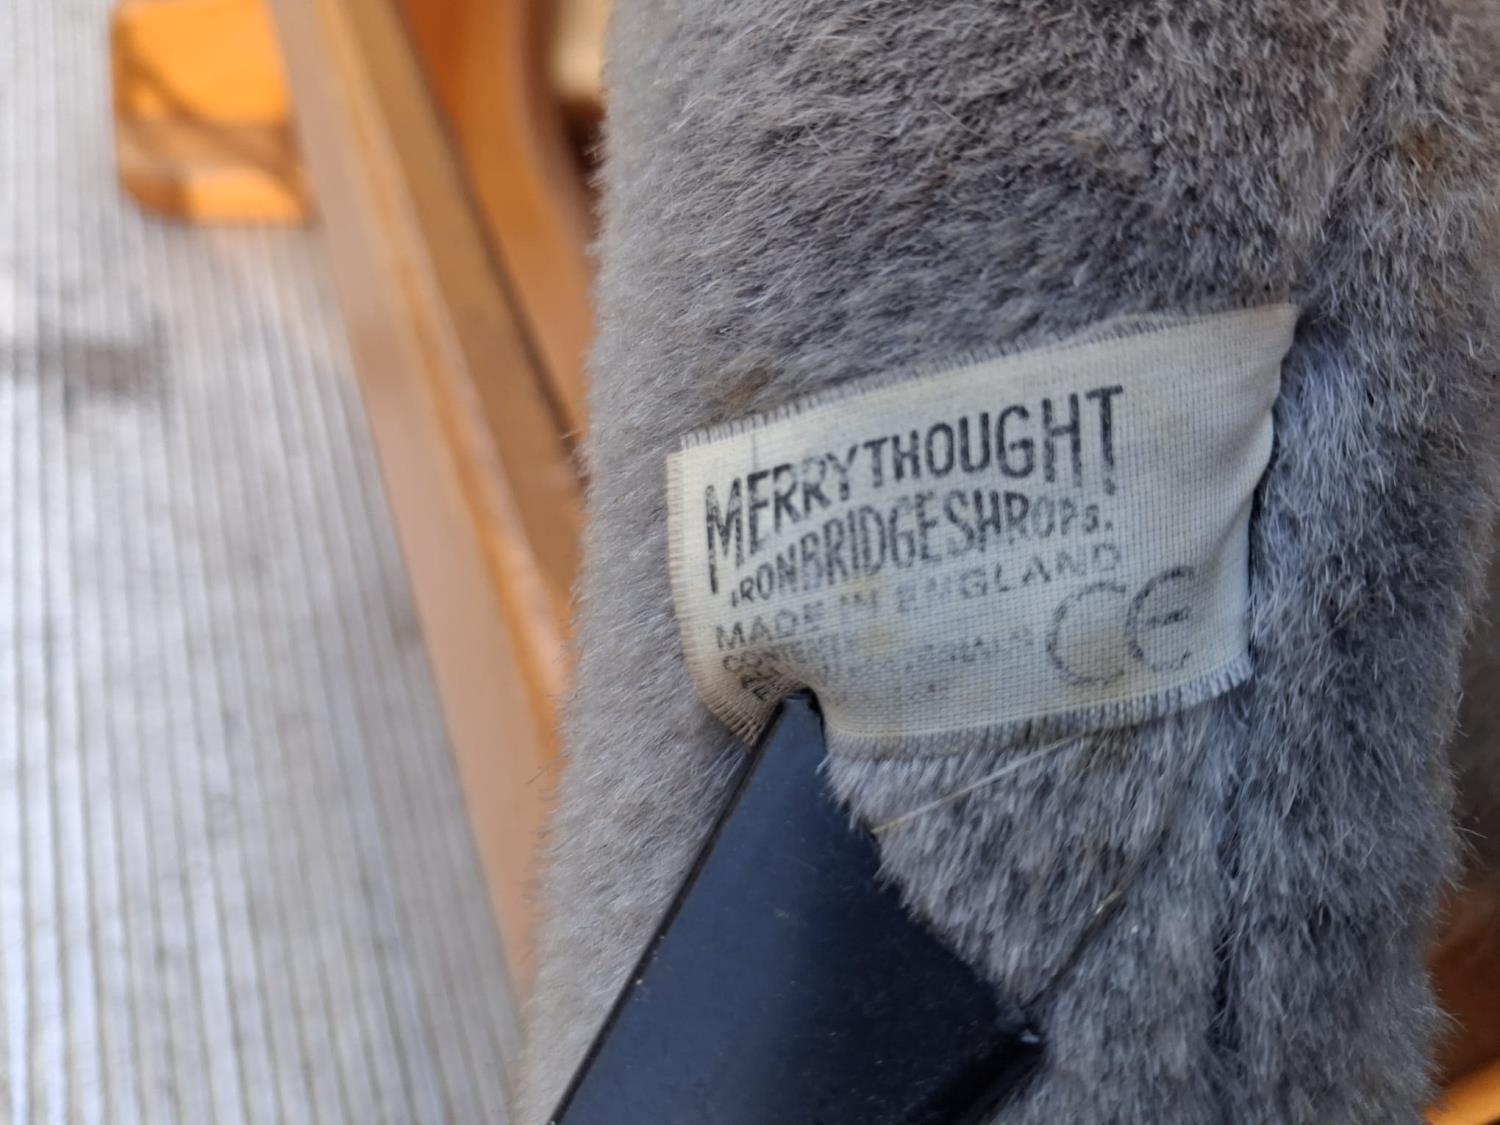 MERRYTHOUGHT
IRONBRIDGE SHROPS.
MADE IN ENGLAND
CE